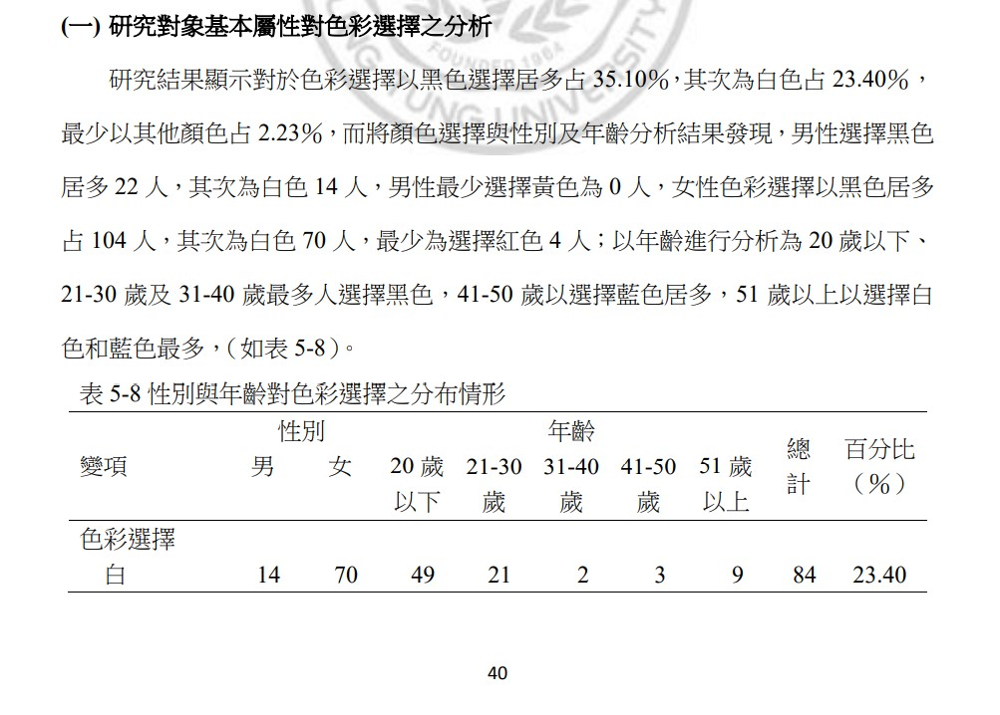 (一) 研究對象基本屬性對色彩選擇之分析
研究結果顯示對於色彩選擇以黑色選擇居多占 35.10%，其次為白色占 23.40%，
最少以其他顏色占 2.23%，而將顏色選擇與性別及年齡分析結果發現，男性選擇黑色
居多 22 人，其次為白色 14 人，男性最少選擇黃色為 0 人，女性色彩選擇以黑色居多
占 104 人，其次為白色 70 人，最少為選擇紅色 4 人；以年齡進行分析為 20 歲以下、
21-30 歲及 31-40 歲最多人選擇黑色，41-50 歲以選擇藍色居多，51 歲以上以選擇白
色和藍色最多，（如表 5-8）。
表 5-8 性別與年齡對色彩選擇之分布情形
性別 年齡
變項 男 女 20 歲以下 21-30 歲 31-40 歲 41-50 歲 51 歲以上 總計 百分比（%）
色彩選擇
白 14 70 49 21 2 3 9 84 23.40
40
FOUNDED 1964
UNG UNIVERSITY